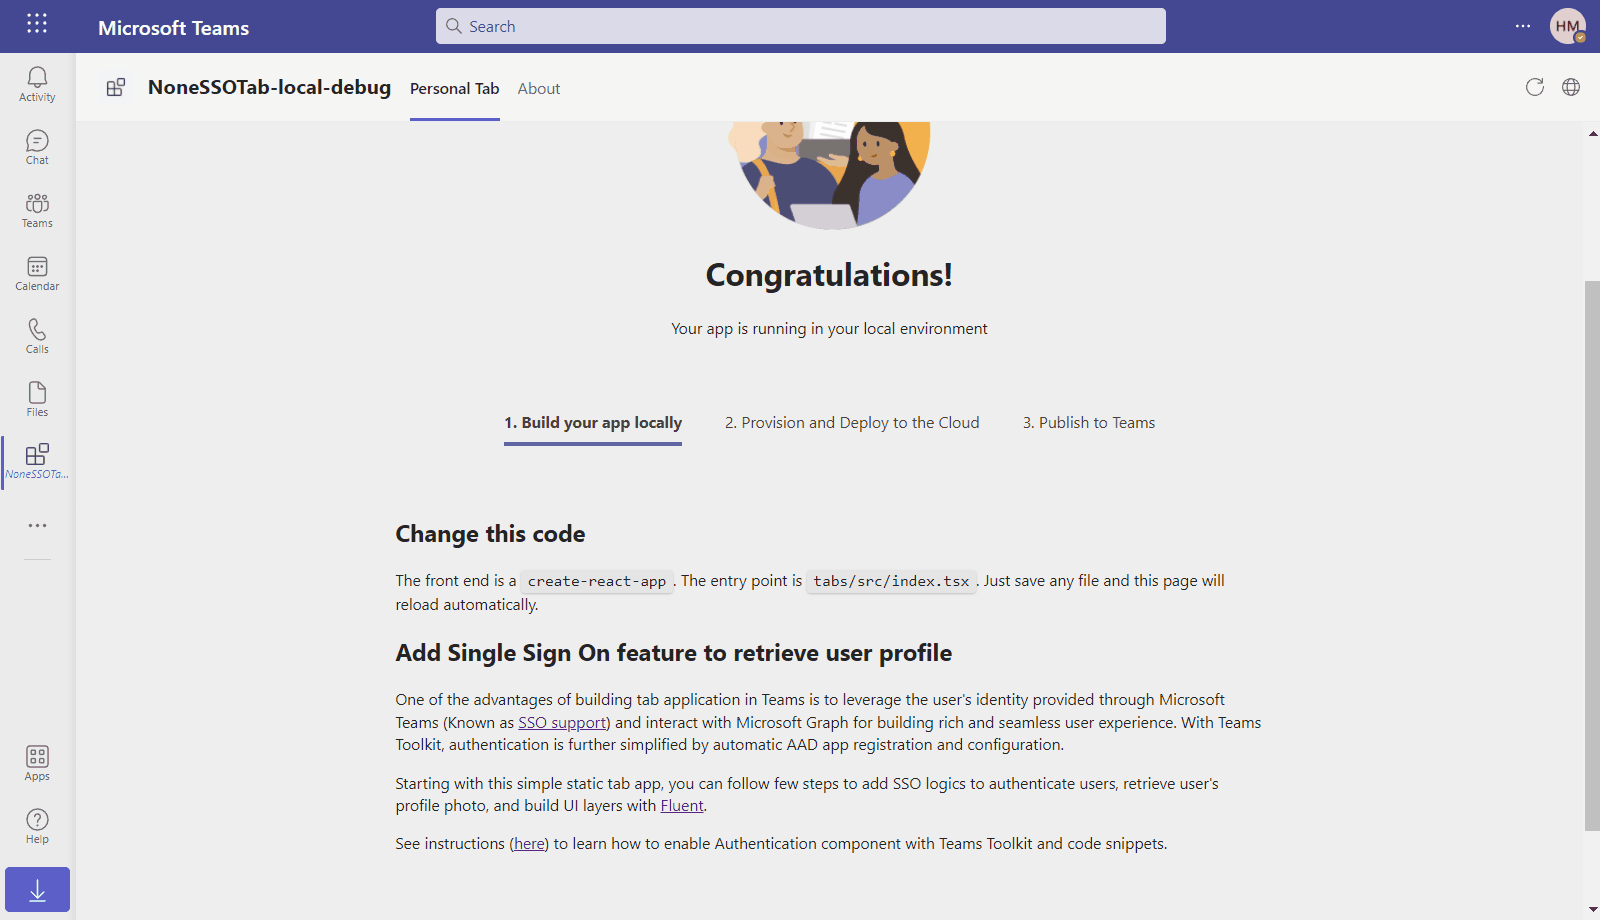 Microsoft Teams
Search
HM
NoneSSOTab-local-debug
Personal Tab
About
Activity
Chat
Teams
Calendar
Calls
Files
NoneSSOTa...
Apps
Help
Congratulations!
Your app is running in your local environment
1. Build your app locally
2. Provision and Deploy to the Cloud
3. Publish to Teams
Change this code
The front end is a create-react-app. The entry point is tabs/src/index.tsx. Just save any file and this page will
reload automatically.
Add Single Sign On feature to retrieve user profile
One of the advantages of building tab application in Teams is to leverage the user's identity provided through Microsoft
Teams (Known as SSO support) and interact with Microsoft Graph for building rich and seamless user experience. With Teams
Toolkit, authentication is further simplified by automatic AAD app registration and configuration.
Starting with this simple static tab app, you can follow few steps to add SSO logics to authenticate users, retrieve user's
profile photo, and build UI layers with Fluent.
See instructions (here) to learn how to enable Authentication component with Teams Toolkit and code snippets.